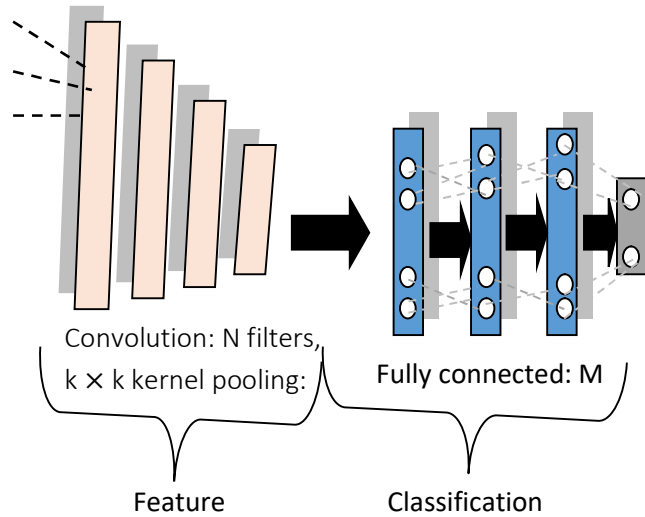 Convolution: N filters,
k × k kernel pooling:
Fully connected: M
Feature
Classification